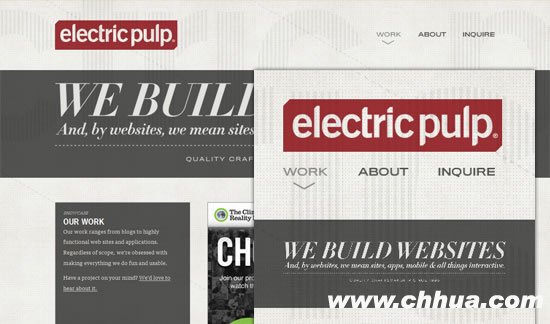 electric pulp®
WORK ABOUT INQUIRE
WE BUILD
And, by websites, we mean sites
QUALITY CRAF
INDYCASE
OUR WORK
Our work ranges from blogs to highly
functional web sites and applications.
Regardless of scope, we're obsessed with
making everything we do fun and usable.
Have a project on your mind? We'd love to
hear about it.
The Clim
Reality
CH
Join our pro
watch the
electric pulp®
WORK ABOUT INQUIRE
WE BUILD WEBSITES
And, by websites, we mean sites, apps, mobile & all things interactive.
www.chhua.com